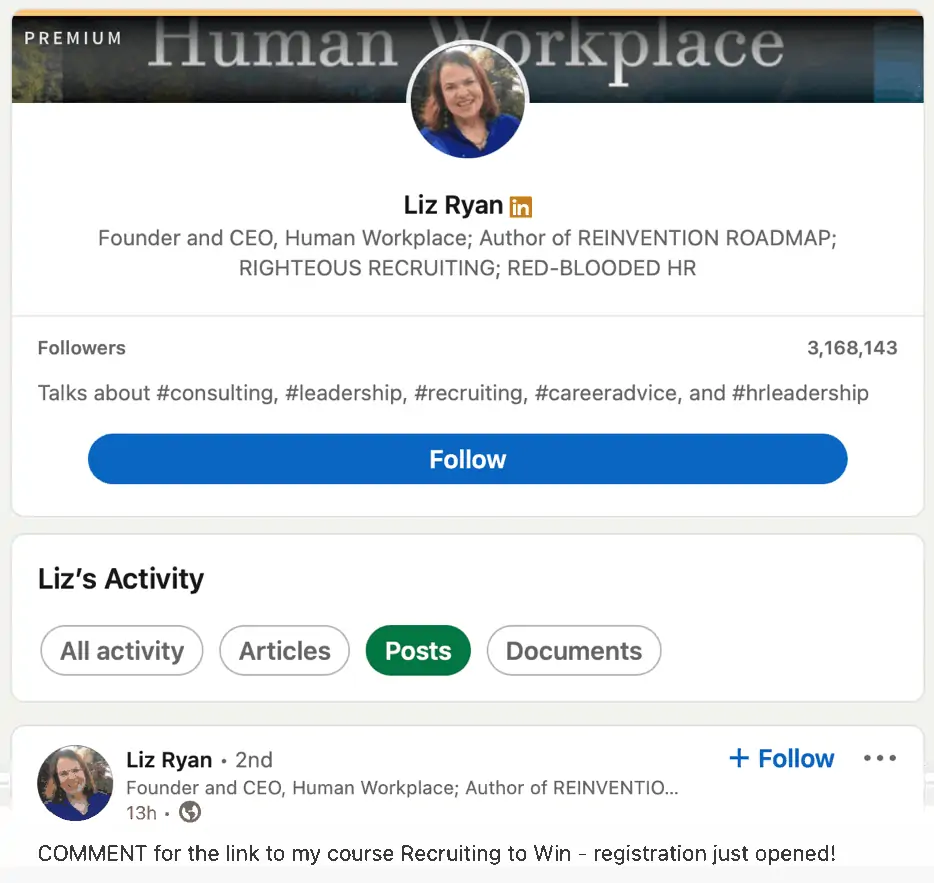 PREMIUM
Human Workplace
Liz Ryan in
Founder and CEO, Human Workplace; Author of REINVENTION ROADMAP;
RIGHTEOUS RECRUITING; RED-BLOODED HR
Followers 3,168,143
Talks about #consulting, #leadership, #recruiting, #careeradvice, and #hrleadership
Follow
Liz’s Activity
All activity Articles Posts Documents
Liz Ryan • 2nd + Follow •••
Founder and CEO, Human Workplace; Author of REINVENTIO...
13h •
COMMENT for the link to my course Recruiting to Win - registration just opened!